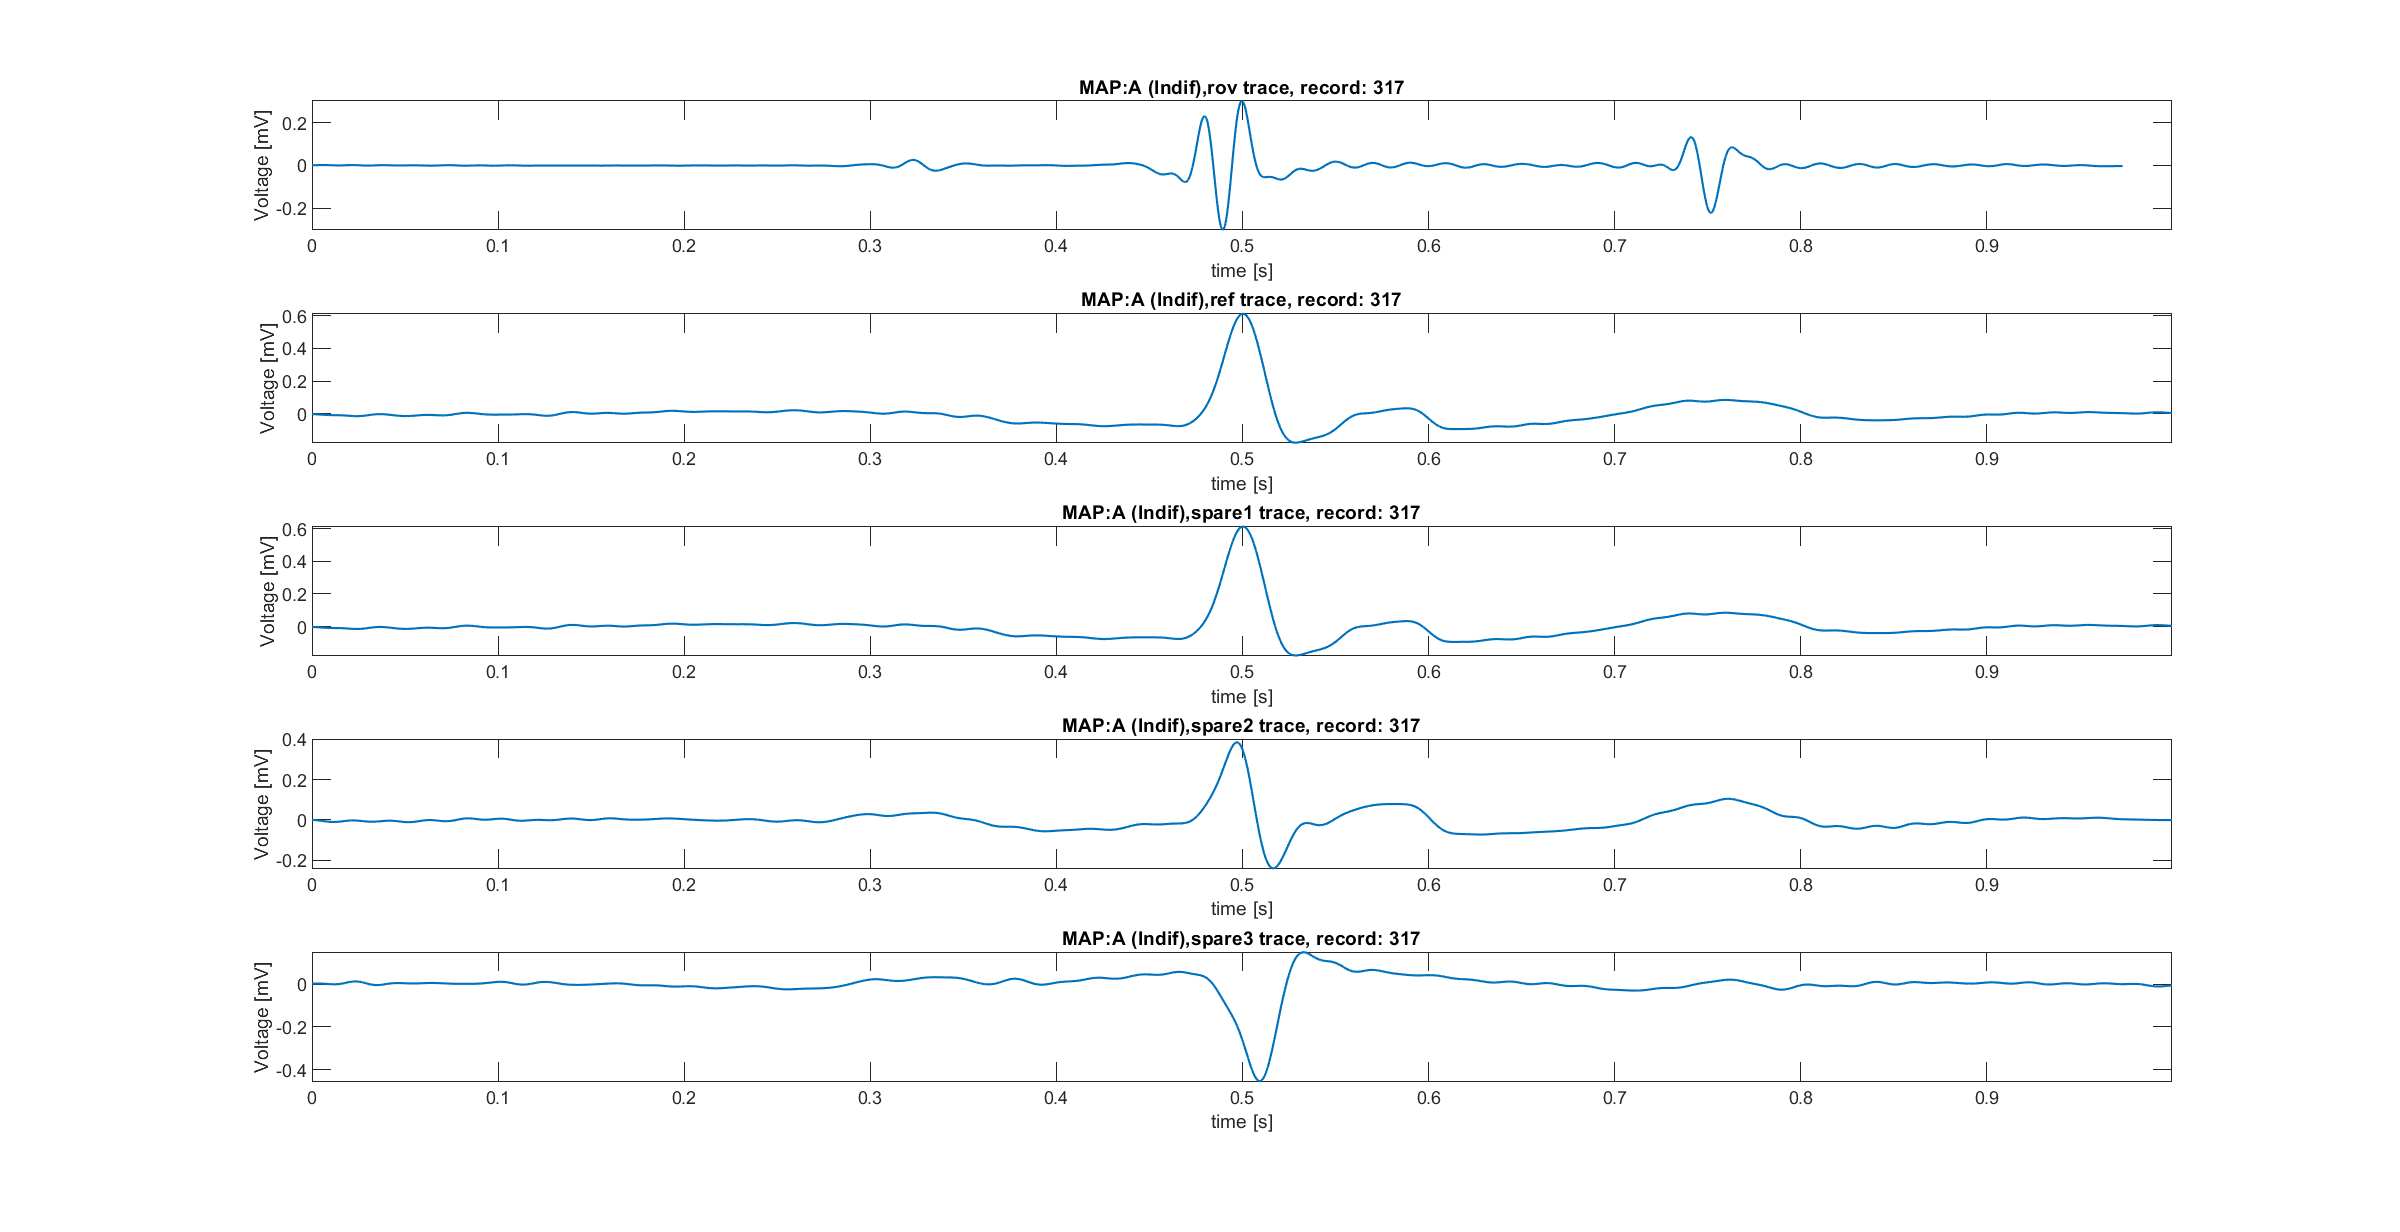 MAP:A (Indif),rov trace, record: 317
Voltage [mV]
0.2
0
-0.2
0 0.1 0.2 0.3 0.4 0.5 0.6 0.7 0.8 0.9
time [s]
MAP:A (Indif),ref trace, record: 317
Voltage [mV]
0.6
0.4
0.2
0
0 0.1 0.2 0.3 0.4 0.5 0.6 0.7 0.8 0.9
time [s]
MAP:A (Indif),spare1 trace, record: 317
Voltage [mV]
0.6
0.4
0.2
0
0 0.1 0.2 0.3 0.4 0.5 0.6 0.7 0.8 0.9
time [s]
MAP:A (Indif),spare2 trace, record: 317
Voltage [mV]
0.4
0.2
0
-0.2
0 0.1 0.2 0.3 0.4 0.5 0.6 0.7 0.8 0.9
time [s]
MAP:A (Indif),spare3 trace, record: 317
Voltage [mV]
0
-0.2
-0.4
0 0.1 0.2 0.3 0.4 0.5 0.6 0.7 0.8 0.9
time [s]